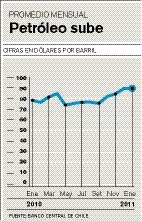 PROMEDIO MENSUAL
Petróleo sube
CIFRAS EN DÓLARES POR BARRIL
100
90
80
70
60
50
40
30
20
10
0
Ene Mar May Jul Set Nov Ene
2010 2011
FUENTE: BANCO CENTRAL DE CHILE